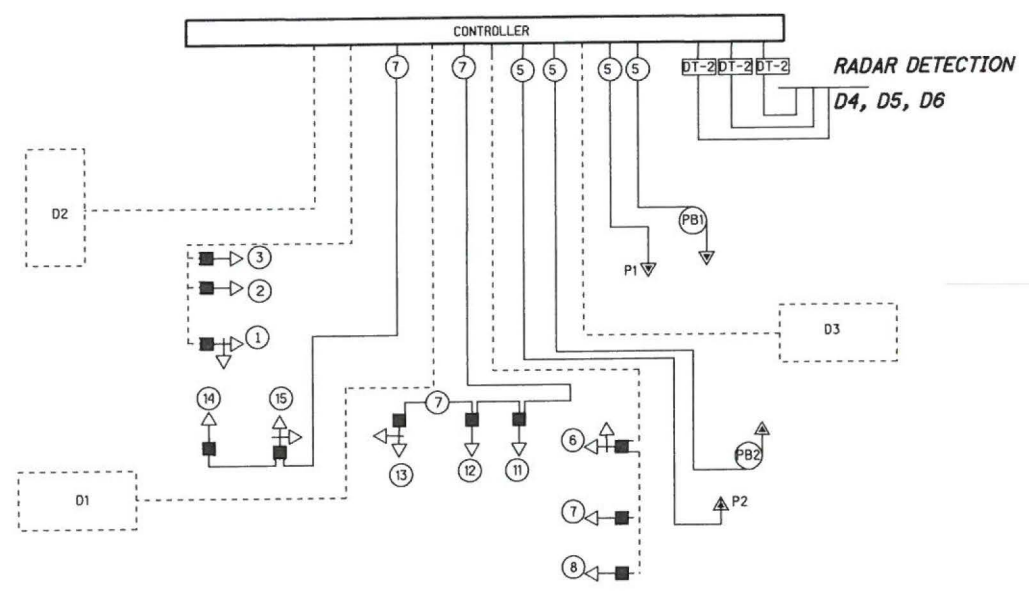 CONTROLLER
7
7
5
5
5
5
DT-2
DT-2
DT-2
RADAR DETECTION
D4, D5, D6
D2
PB1
3
P1
2
D3
1
14
15
7
6
PB2
13
12
11
D1
7
P2
8